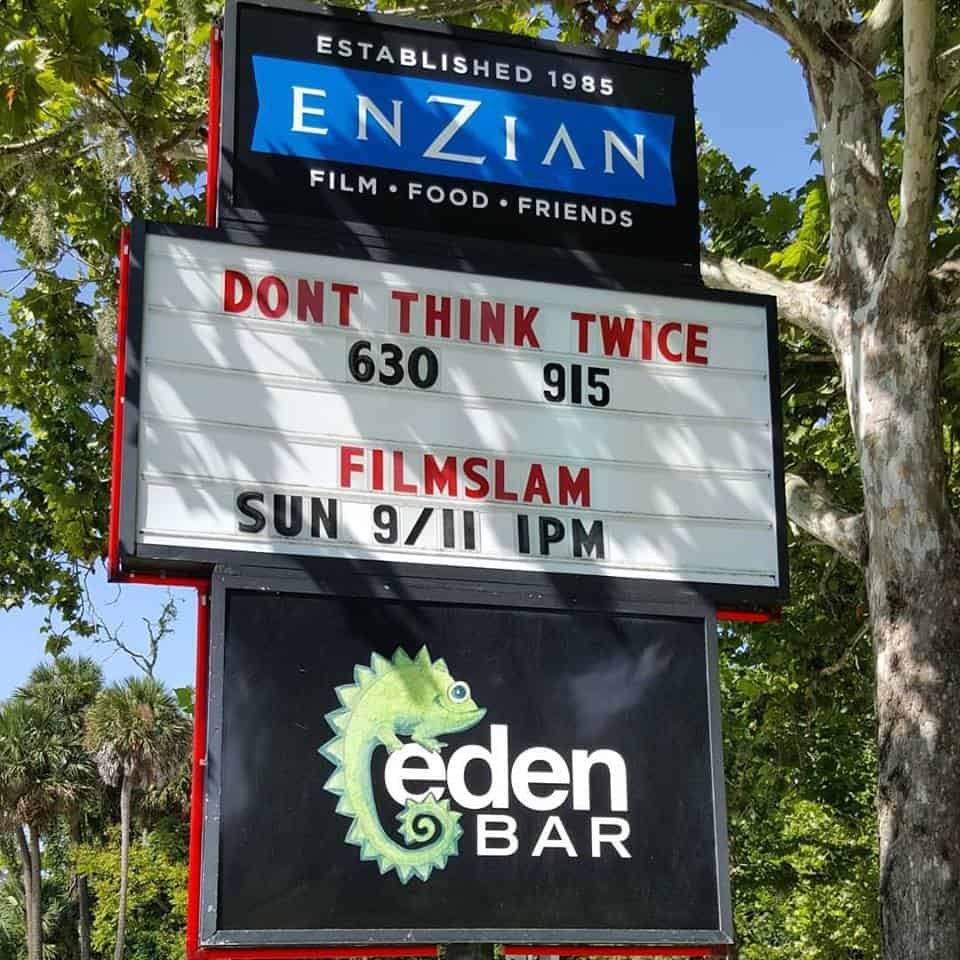 ESTABLISHED 1985
ENZIAN
FILM • FOOD • FRIENDS
DONT THINK TWICE
630 915
FILMSLAM
SUN 9/11 1PM
eden
BAR